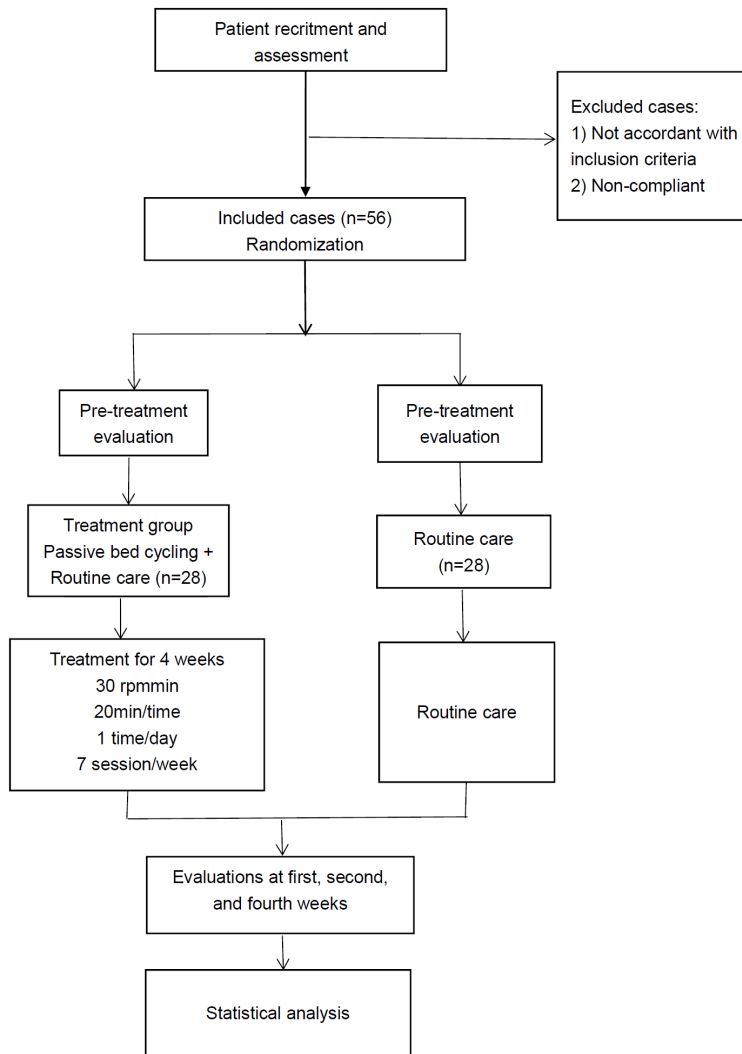 Patient recritment and
assessment
Excluded cases:
1) Not accordant with
inclusion criteria
2) Non-compliant
Included cases (n=56)
Randomization
Pre-treatment
evaluation
Pre-treatment
evaluation
Treatment group
Passive bed cycling +
Routine care (n=28)
Routine care
(n=28)
Treatment for 4 weeks
30 rpmmin
20min/time
1 time/day
7 session/week
Routine care
Evaluations at first, second,
and fourth weeks
Statistical analysis